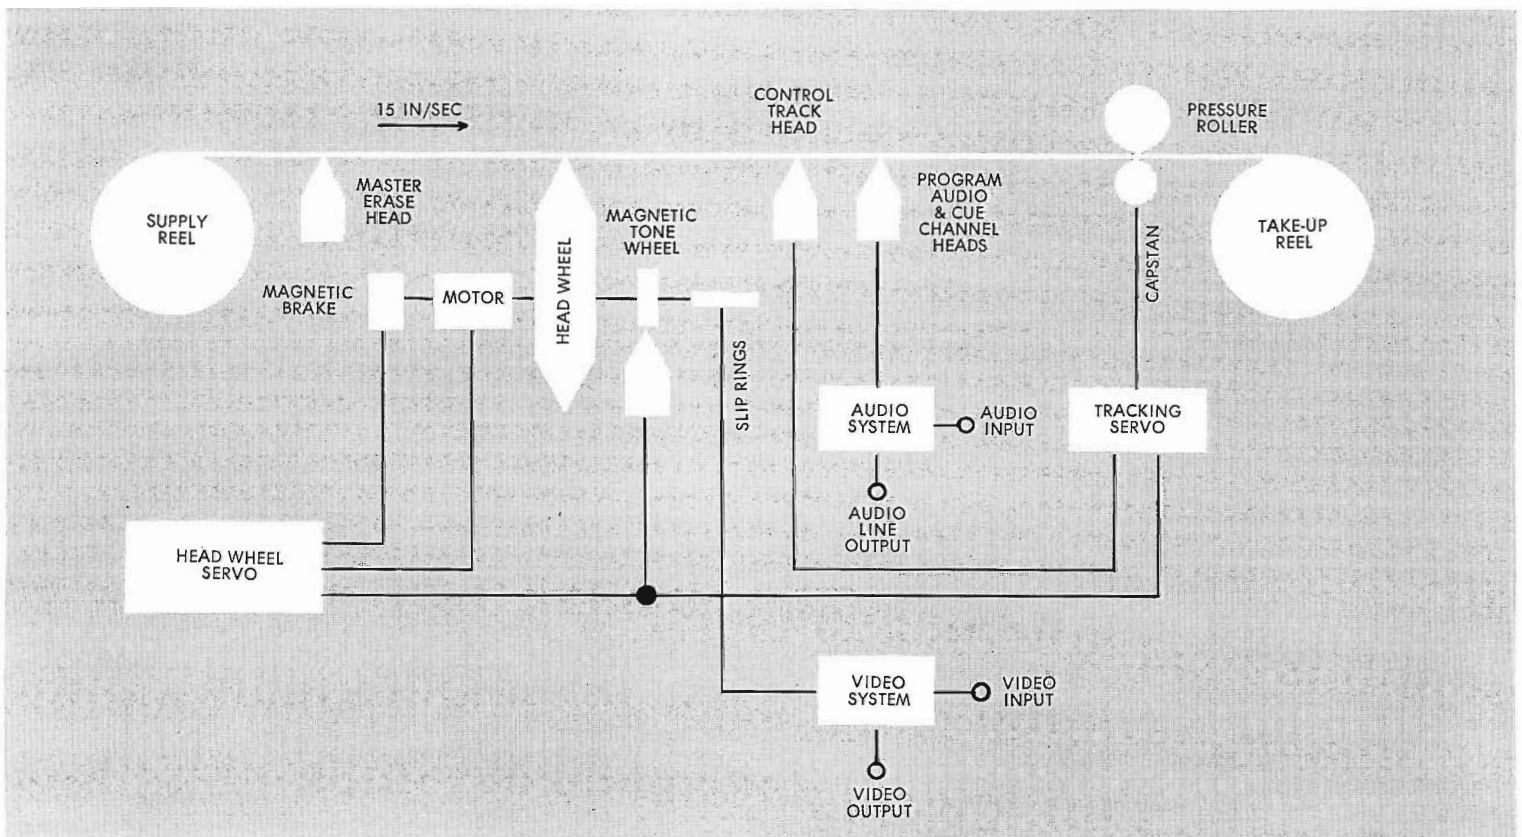 15 IN/SEC
CONTROL
TRACK
HEAD
PRESSURE
ROLLER
SUPPLY
REEL
MASTER
ERASE
HEAD
MAGNETIC
TONE
WHEEL
PROGRAM
AUDIO
& CUE
CHANNEL
HEADS
TAKE-UP
REEL
MAGNETIC
BRAKE
MOTOR
HEAD WHEEL
CAPSTAN
SLIP RINGS
AUDIO
SYSTEM
AUDIO
INPUT
TRACKING
SERVO
AUDIO
LINE
OUTPUT
HEAD WHEEL
SERVO
VIDEO
SYSTEM
VIDEO
INPUT
VIDEO
OUTPUT